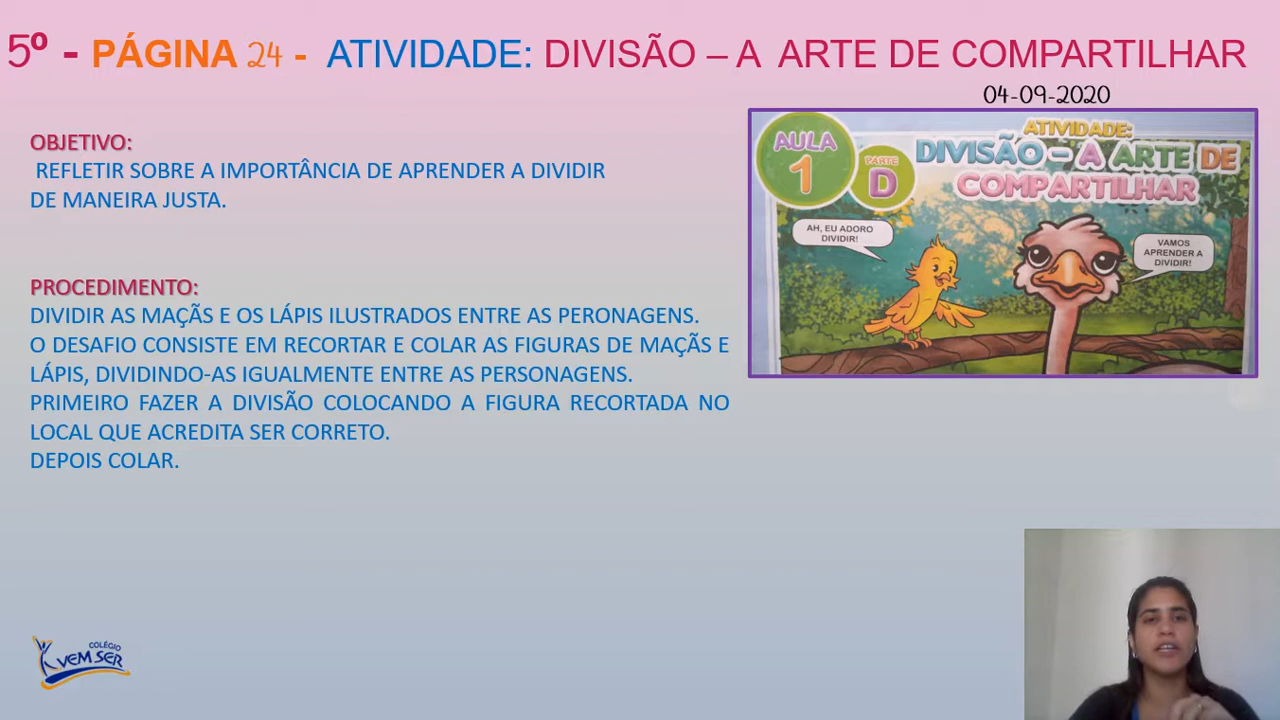 5º - PÁGINA 24 - ATIVIDADE: DIVISÃO – A ARTE DE COMPARTILHAR
04-09-2020
OBJETIVO:
REFLETIR SOBRE A IMPORTÂNCIA DE APRENDER A DIVIDIR
DE MANEIRA JUSTA.
PROCEDIMENTO:
DIVIDIR AS MAÇÃS E OS LÁPIS ILUSTRADOS ENTRE AS PERONAGENS.
O DESAFIO CONSISTE EM RECORTAR E COLAR AS FIGURAS DE MAÇÃS E
LÁPIS, DIVIDINDO-AS IGUALMENTE ENTRE AS PERSONAGENS.
PRIMEIRO FAZER A DIVISÃO COLOCANDO A FIGURA RECORTADA NO
LOCAL QUE ACREDITA SER CORRETO.
DEPOIS COLAR.
AULA
1
PARTE
D
ATIVIDADE:
DIVISÃO – A ARTE DE
COMPARTILHAR
AH, EU ADORO
DIVIDIR!
VAMOS
APRENDER A
DIVIDIR!
COLÉGIO
VEM SER